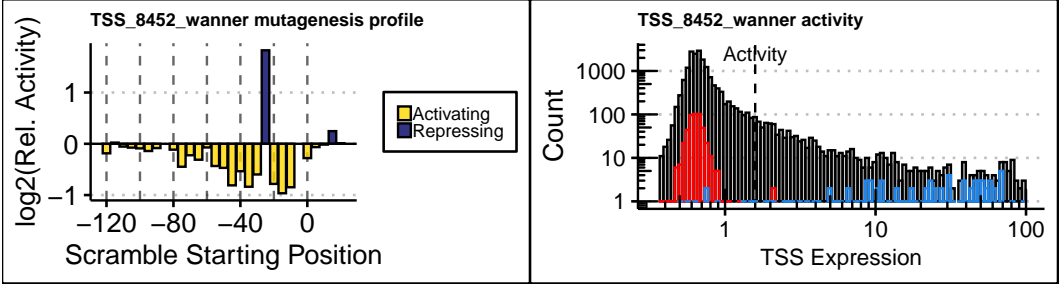 TSS_8452_wanner mutagenesis profile
log2(Rel. Activity)
1
0
−1
−120
−80
−40
0
Scramble Starting Position
Activating
Repressing
TSS_8452_wanner activity
Activity
Count
1000
100
10
1
1
10
100
TSS Expression